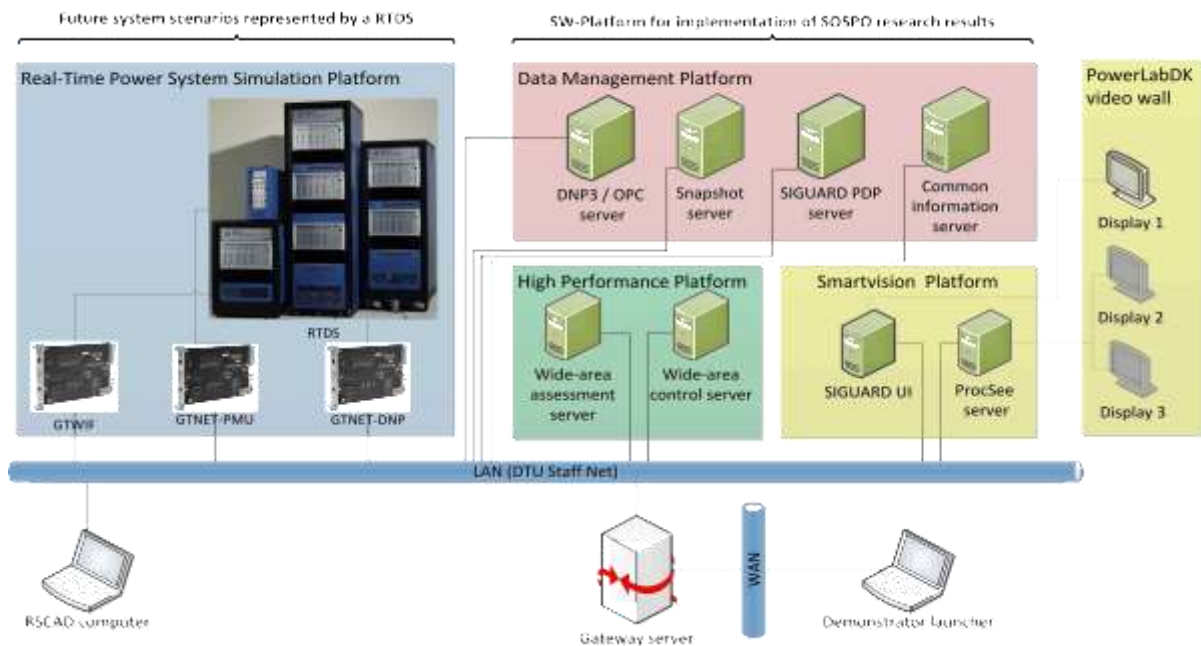 Future system scenarios represented by a RTDS
SW-Platform for implementation of SOSPO research results
Real-Time Power System Simulation Platform
RTDS
GTWIF
GTNET-PMU
GTNET-DNP
Data Management Platform
DNP3 / OPC
server
Snapshot
server
SIGUARD PDP
server
Common
information
server
High Performance Platform
Wide-area
assessment
server
Wide-area
control server
Smartvision Platform
SIGUARD UI
ProcSee
server
PowerLabDK
video wall
Display 1
Display 2
Display 3
LAN (DTU Staff Net)
RSCAD computer
Gateway server
WAN
Demonstrator launcher